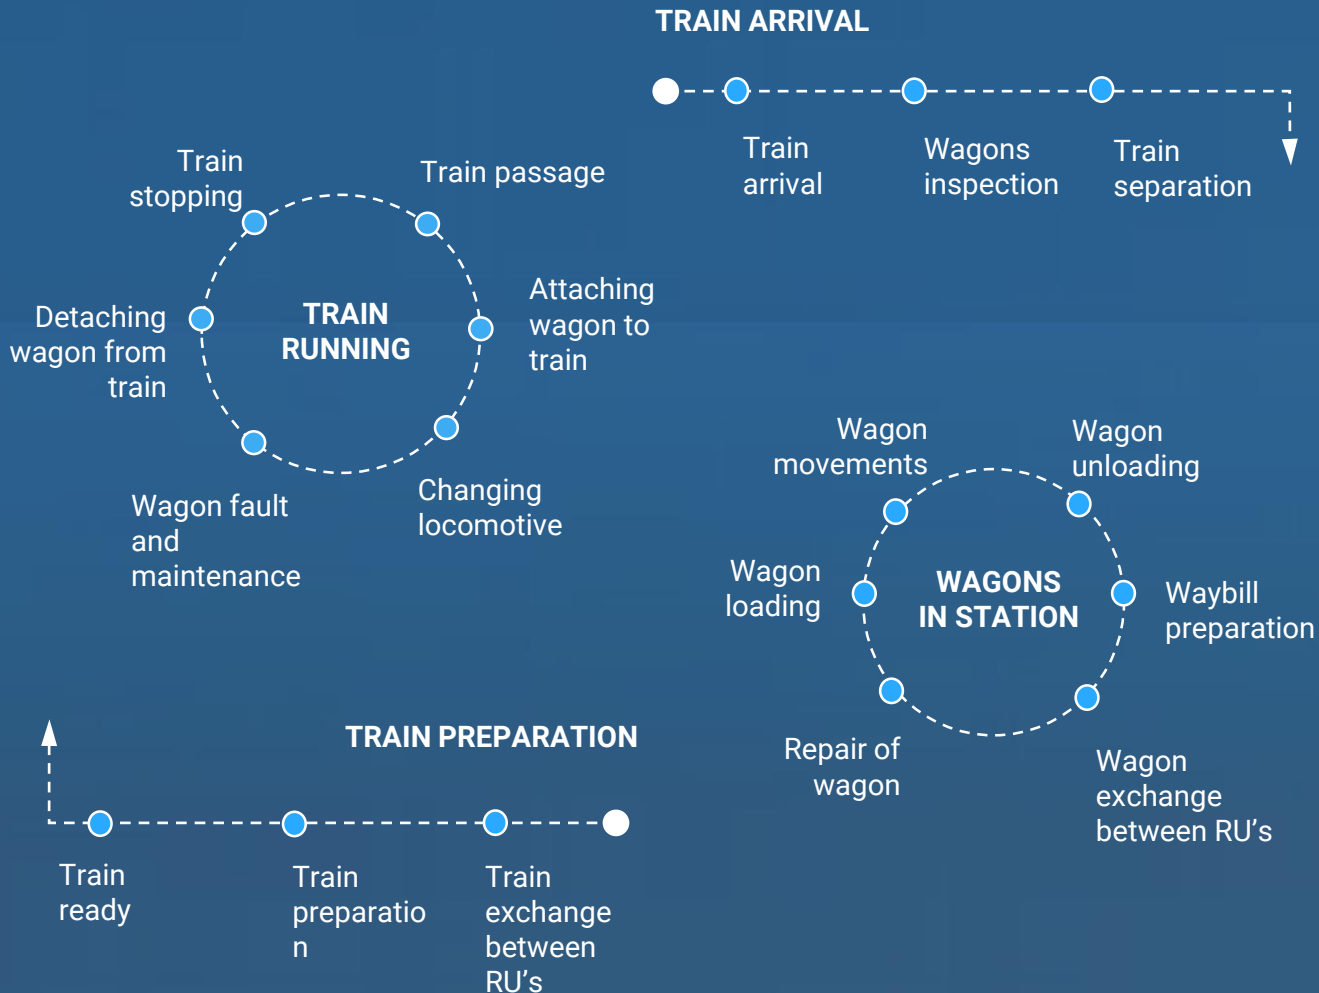 TRAIN ARRIVAL
Train
arrival
Wagons
inspection
Train
separation
Train
stopping
Train passage
Detaching
wagon from
train
TRAIN
RUNNING
Attaching
wagon to
train
Wagon fault
and
maintenance
Changing
locomotive
Wagon
movements
Wagon
unloading
Wagon
loading
WAGONS
IN STATION
Waybill
preparation
Repair of
wagon
Wagon
exchange
between RU's
TRAIN PREPARATION
Train
ready
Train
preparatio
n
Train
exchange
between
RU's